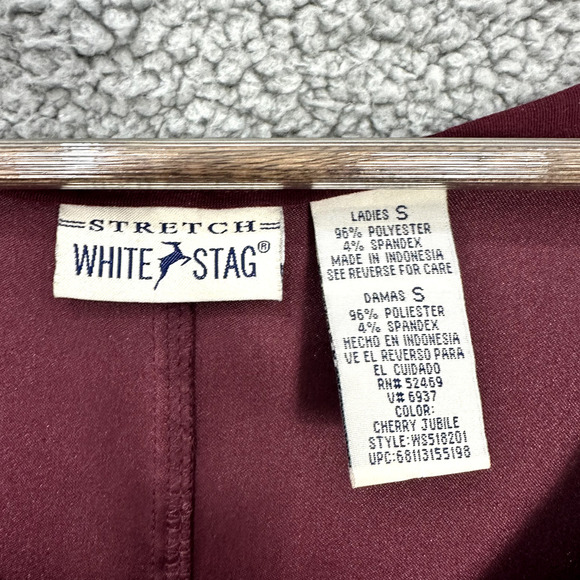 STRETCH
WHITE STAG®
LADIES S
96% POLYESTER
4% SPANDEX
MADE IN INDONESIA
SEE REVERSE FOR CARE
DAMAS S
96% POLIESTER
4% SPANDEX
HECHO EN INDONESIA
VE EL REVERSO PARA
EL CUIDADO
RN# 52469
V# 6937
COLOR:
CHERRY JUBILE
STYLE:WS518201
UPC:68113155198